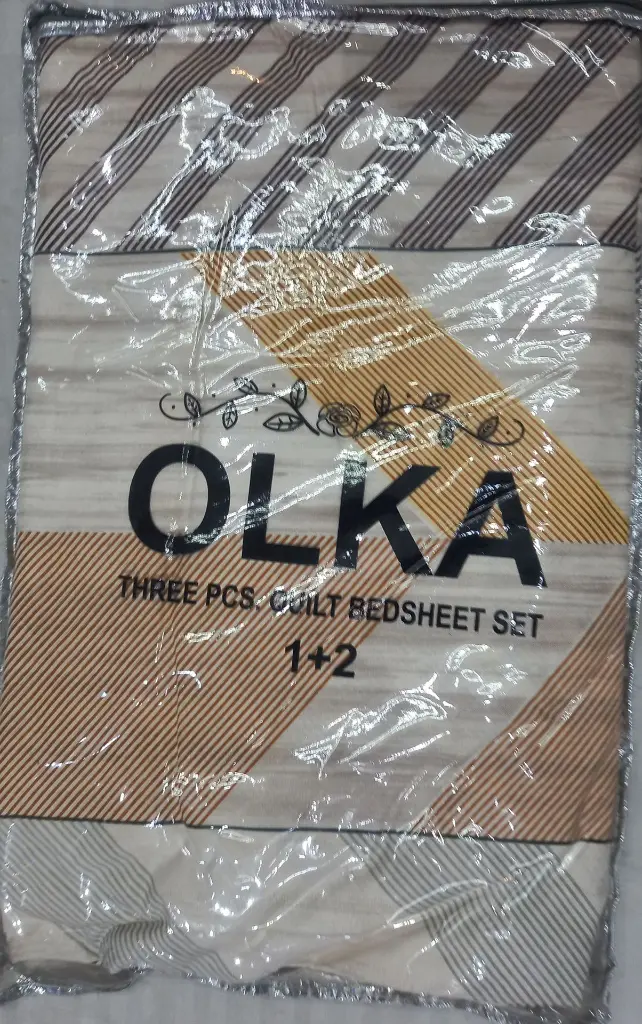 OLKA
THREE PCS. QUILT BEDSHEET SET
1+2